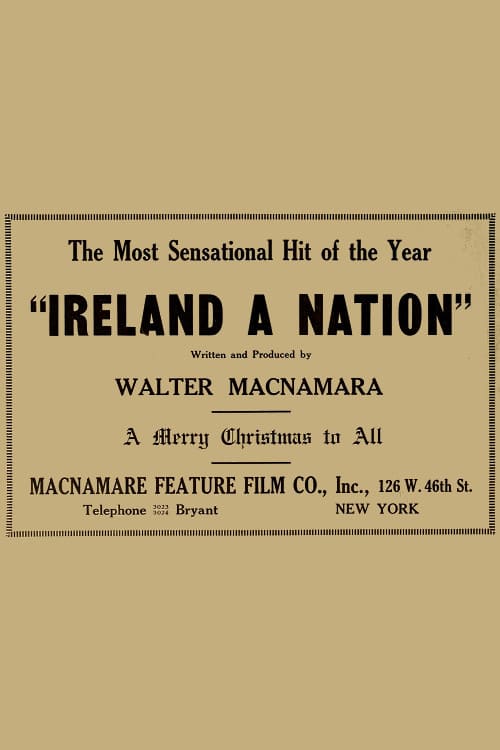 The Most Sensational Hit of the Year
"IRELAND A NATION"
Written and Produced by
WALTER MACNAMARA
A Merry Christmas to All
MACNAMARE FEATURE FILM CO., Inc., 126 W. 46th St.
Telephone 3023 3024 Bryant NEW YORK